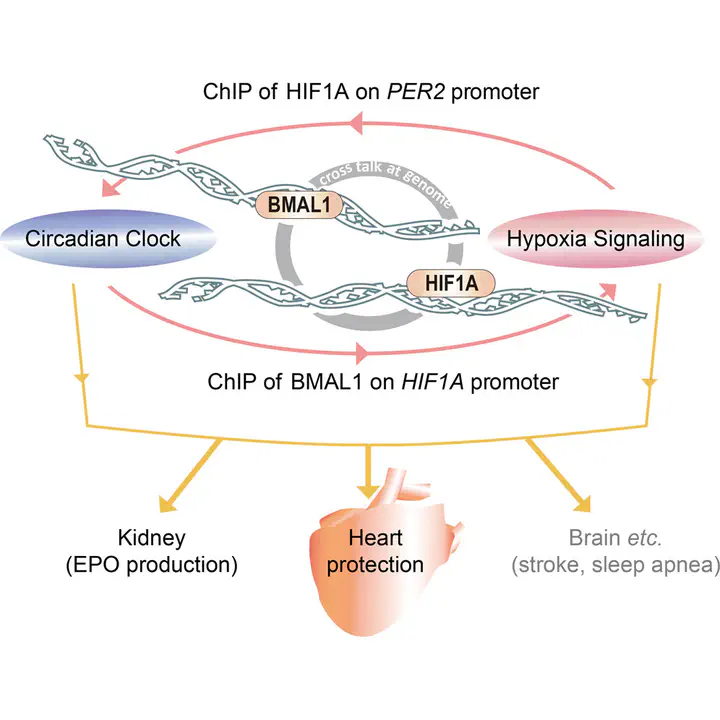 ChIP of HIF1A on PER2 promoter
cross talk at genome
BMAL1
Circadian Clock
Hypoxia Signaling
HIF1A
ChIP of BMAL1 on HIF1A promoter
Kidney
(EPO production)
Heart
protection
Brain etc.
(stroke, sleep apnea)